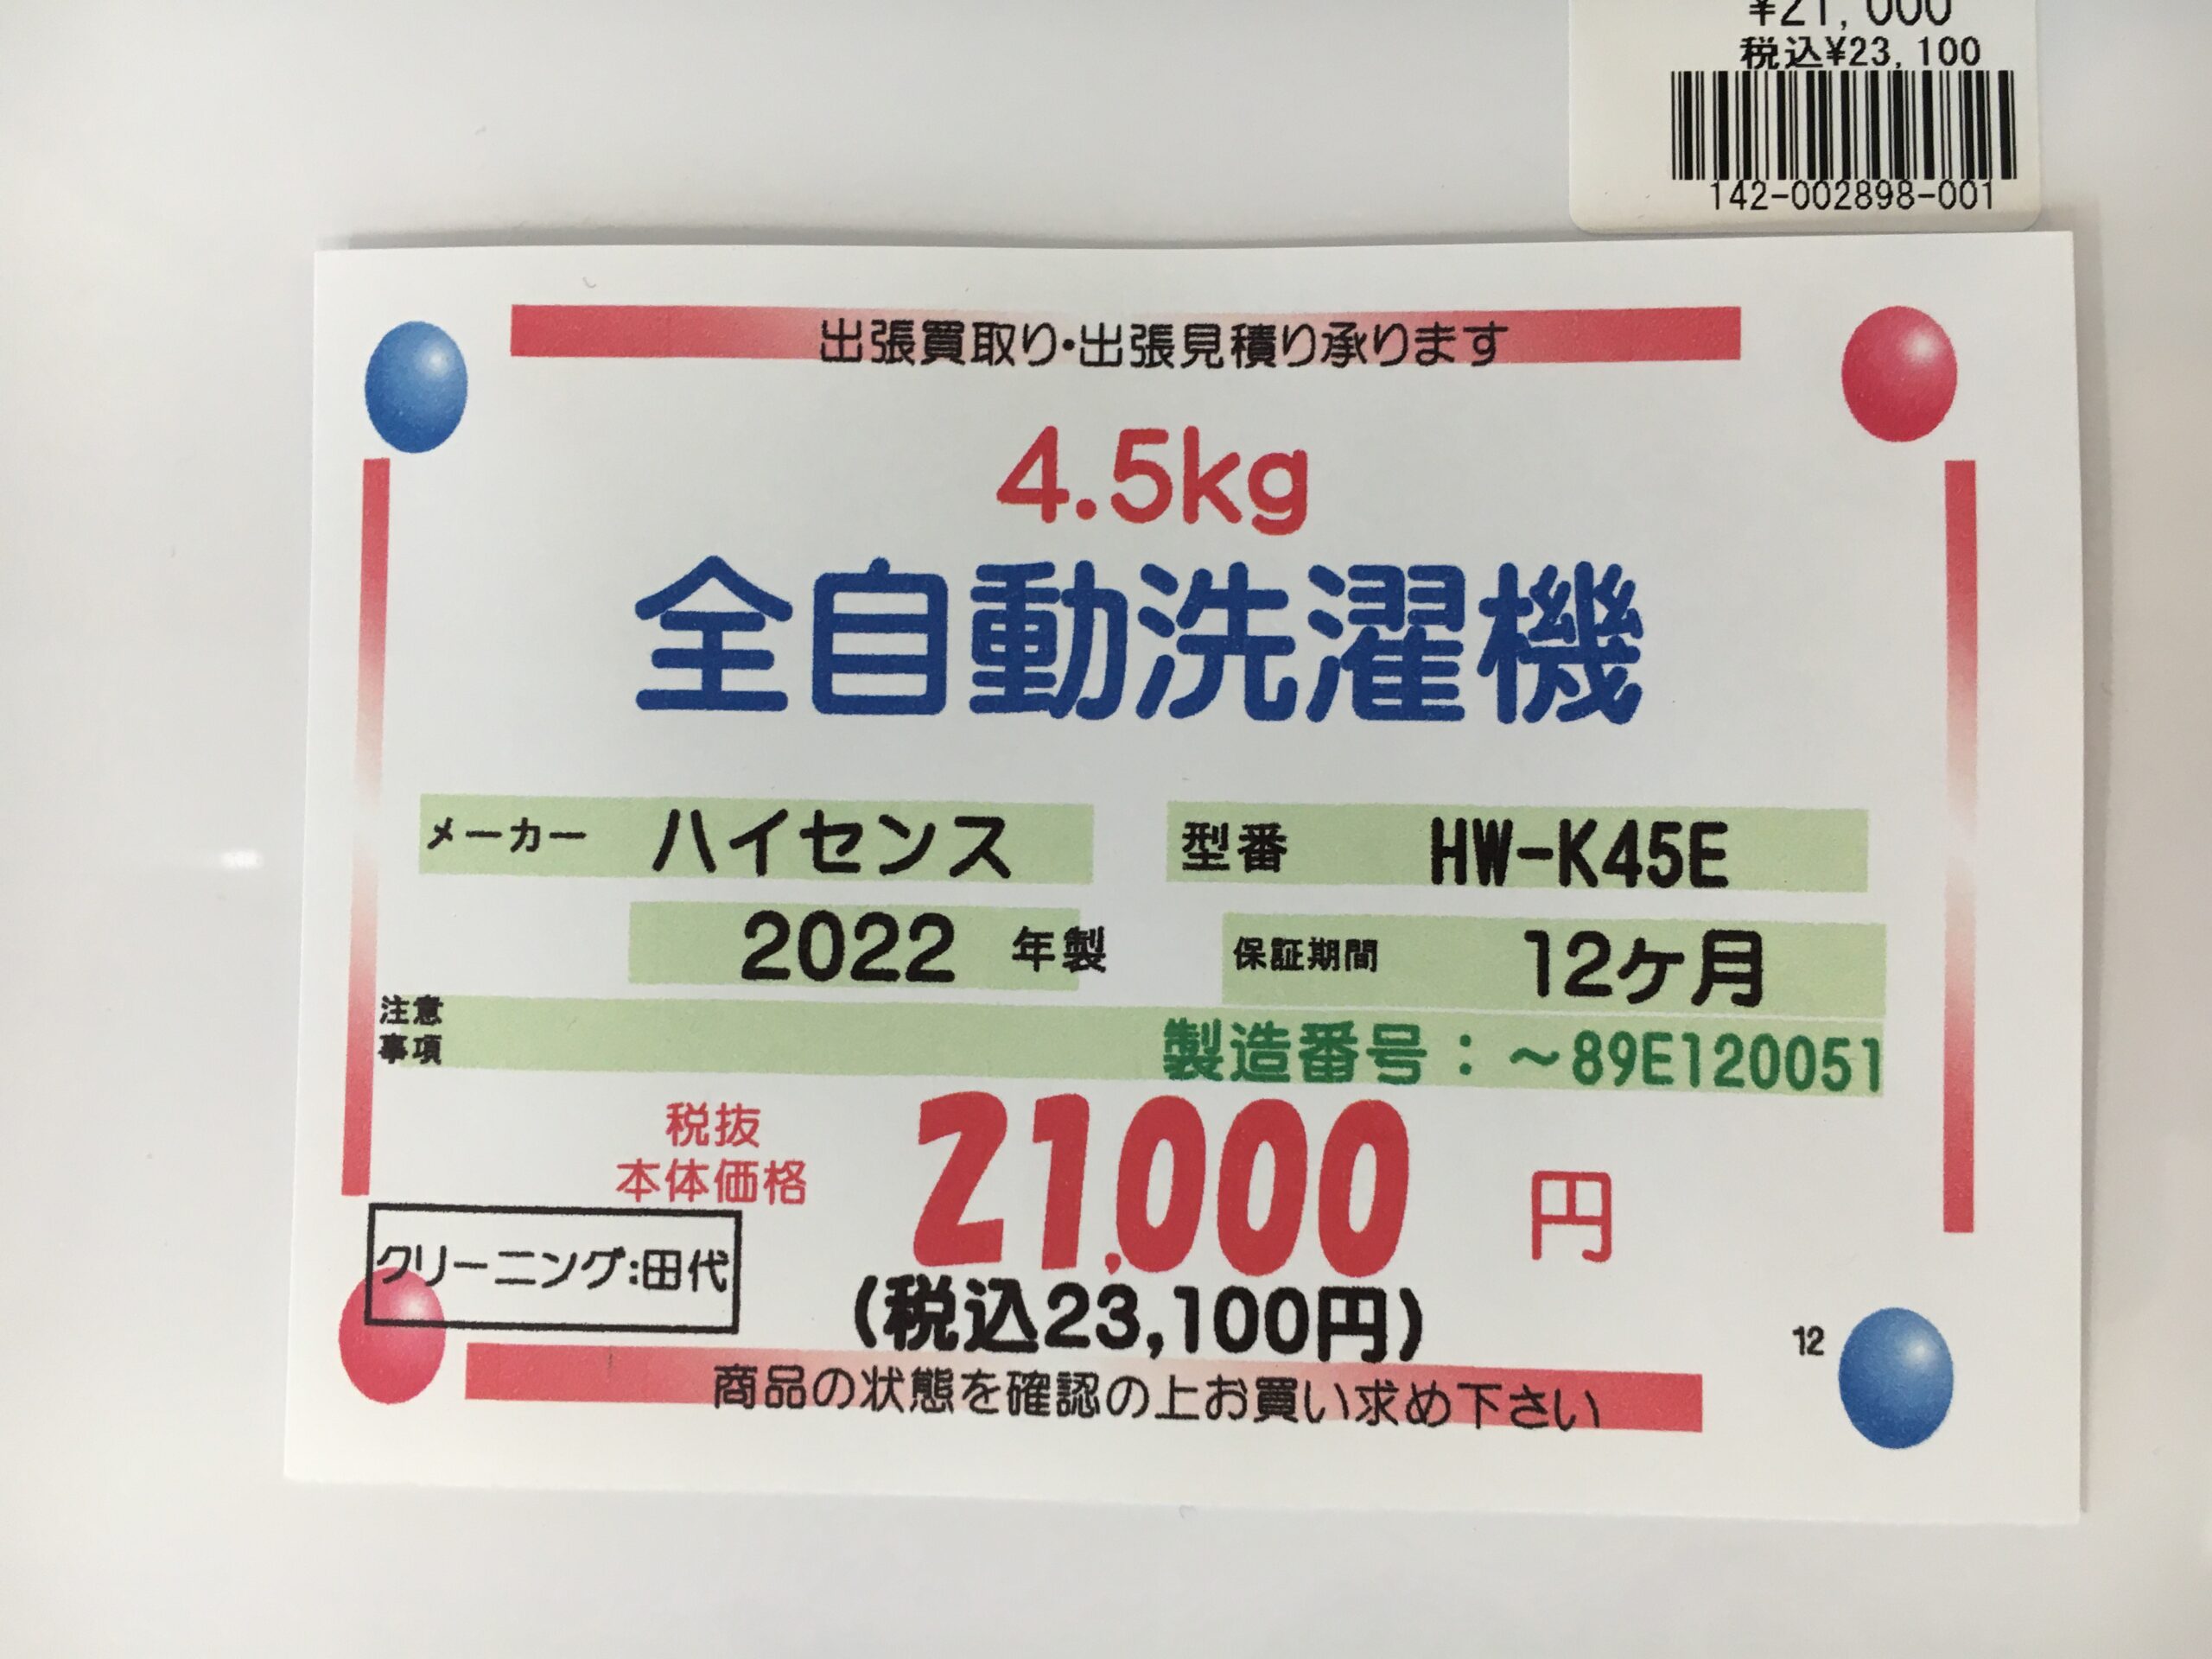 ¥21,000
税込¥23,100
142-002898-001
出張買取り・出張見積り承ります
4.5kg
全自動洗濯機
メーカー ハイセンス 型番 HW-K45E
2022 年製 保証期間 12ケ月
注意
事項
製造番号：～89E120051
税抜
本体価格
21,000 円
クリーニング:田代
(税込23,100円)
12
商品の状態を確認の上お買い求め下さい